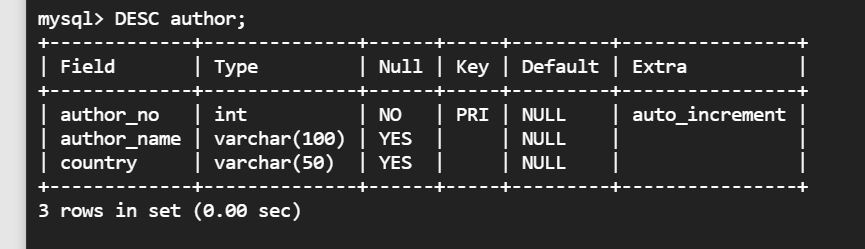 mysql> DESC author;
+-------------+--------------+------+-----+---------+----------------+
| Field       | Type         | Null | Key | Default | Extra          |
+-------------+--------------+------+-----+---------+----------------+
| author_no   | int          | NO   | PRI | NULL    | auto_increment |
| author_name | varchar(100) | YES  |     | NULL    |                |
| country     | varchar(50)  | YES  |     | NULL    |                |
+-------------+--------------+------+-----+---------+----------------+
3 rows in set (0.00 sec)